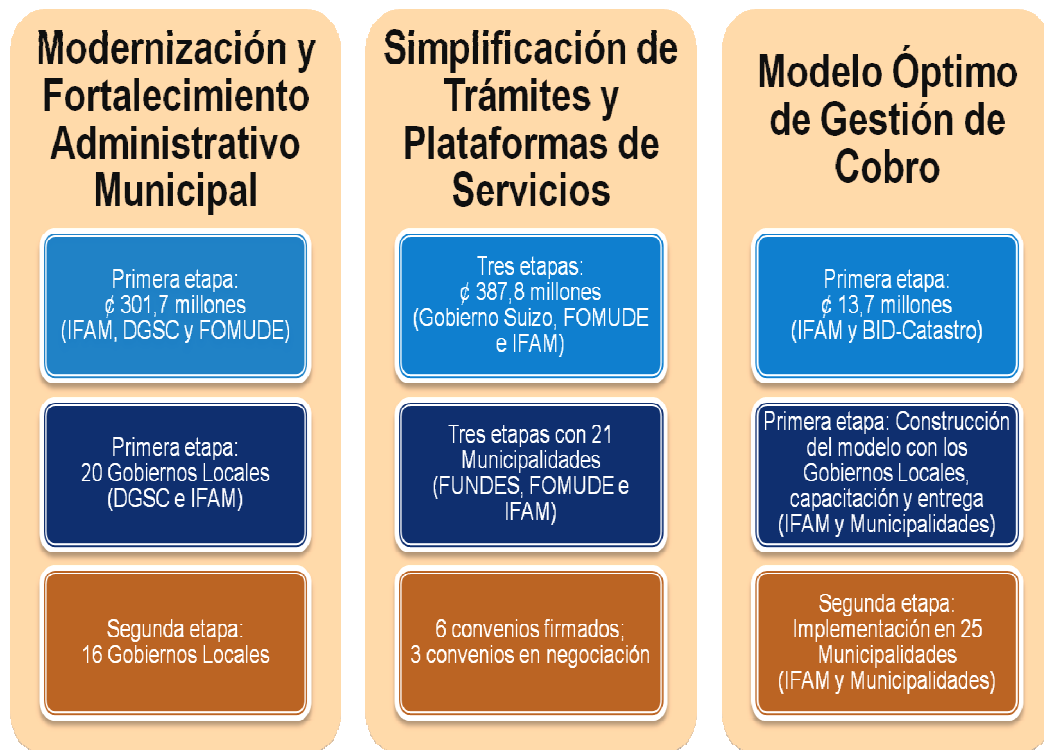 Modernización y
Fortalecimiento
Administrativo
Municipal
Primera etapa:
₡ 301,7 millones
(IFAM, DGSC y FOMUDE)
Primera etapa:
20 Gobiernos Locales
(DGSC e IFAM)
Segunda etapa:
16 Gobiernos Locales
Simplificación de
Trámites y
Plataformas de
Servicios
Tres etapas:
₡ 387,8 millones
(Gobierno Suizo, FOMUDE
e IFAM)
Tres etapas con 21
Municipalidades
(FUNDES, FOMUDE e
IFAM)
6 convenios firmados;
3 convenios en negociación
Modelo Óptimo
de Gestión de
Cobro
Primera etapa:
₡ 13,7 millones
(IFAM y BID-Catastro)
Primera etapa: Construcción
del modelo con los
Gobiernos Locales,
capacitación y entrega
(IFAM y Municipalidades)
Segunda etapa:
Implementación en 25
Municipalidades
(IFAM y Municipalidades)